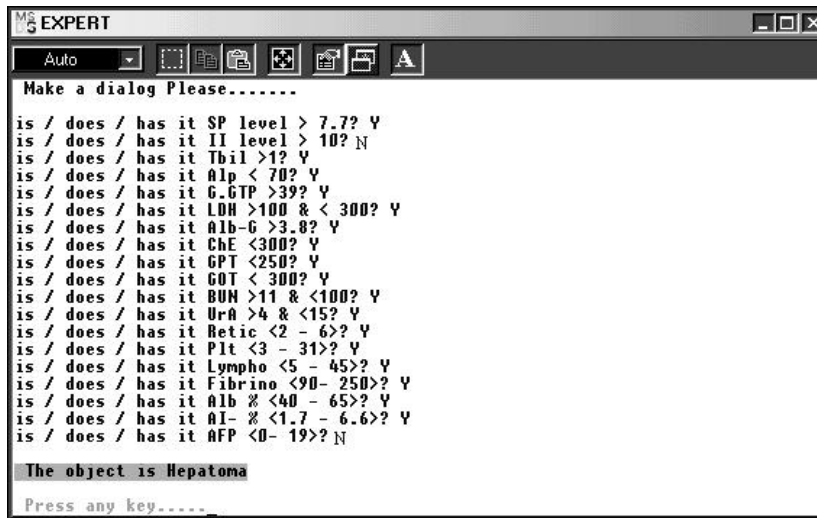 MS DOS EXPERT
Auto A
Make a dialog Please.......
is / does / has it SP level > 7.7? Y
is / does / has it II level > 10? N
is / does / has it Tbil >1? Y
is / does / has it Alp < 70? Y
is / does / has it G.GTP >39? Y
is / does / has it LDH >100 & < 300? Y
is / does / has it Alb-G >3.8? Y
is / does / has it ChE <300? Y
is / does / has it GPT <250? Y
is / does / has it GOT < 300? Y
is / does / has it BUN >11 & <100? Y
is / does / has it UrA >4 & <15? Y
is / does / has it Retic <2 - 6>? Y
is / does / has it Plt <3 - 31>? Y
is / does / has it Lympho <5 - 45>? Y
is / does / has it Fibrino <90- 250>? Y
is / does / has it Alb % <40 - 65>? Y
is / does / has it AI- % <1.7 - 6.6>? Y
is / does / has it AFP <0- 19>? N
The object is Hepatoma
Press any key....._